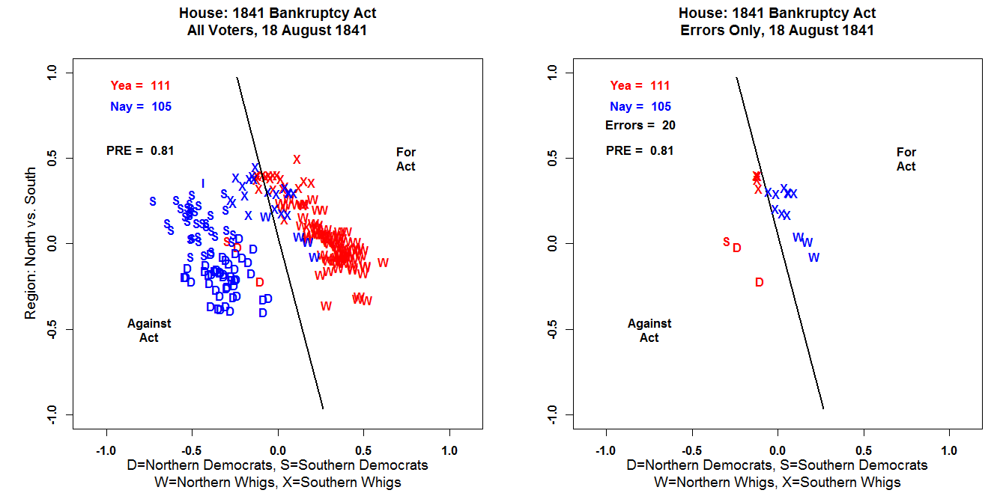 House: 1841 Bankruptcy Act
All Voters, 18 August 1841
Yea = 111
Nay = 105
PRE = 0.81
For
Act
Against
Act
Region: North vs. South
1.0
0.5
0.0
-0.5
-1.0
-1.0 -0.5 0.0 0.5 1.0
D=Northern Democrats, S=Southern Democrats
W=Northern Whigs, X=Southern Whigs
House: 1841 Bankruptcy Act
Errors Only, 18 August 1841
Yea = 111
Nay = 105
Errors = 20
PRE = 0.81
For
Act
Against
Act
1.0
0.5
0.0
-0.5
-1.0
-1.0 -0.5 0.0 0.5 1.0
D=Northern Democrats, S=Southern Democrats
W=Northern Whigs, X=Southern Whigs